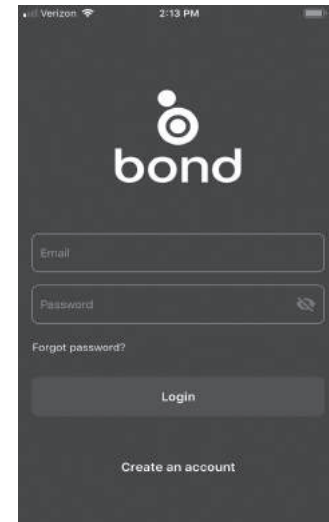 Verizon 2:13 PM
bond
Email
Password
Forgot password?
Login
Create an account